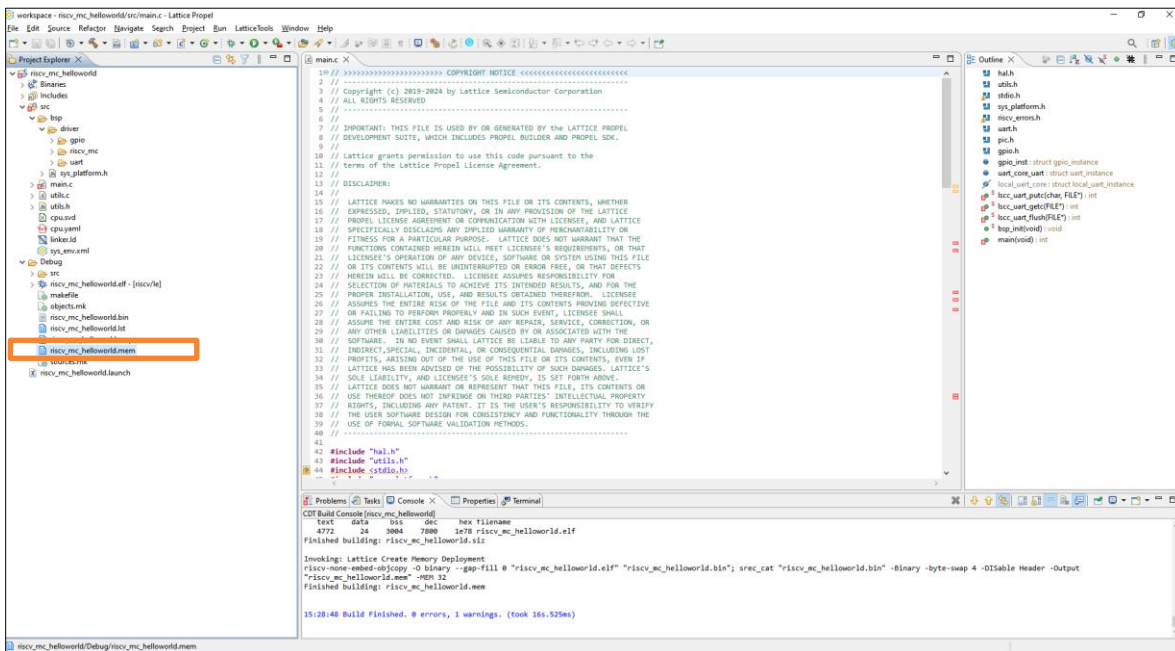 workspace - riscv_mc_helloworld/src/main.c - Lattice Propel
File Edit Source Refactor Navigate Search Project Run LatticeTools Window Help
Project Explorer
riscv_mc_helloworld
Binaries
Includes
src
bsp
driver
gpio
riscv_mc
uart
sys_platform.h
main.c
utils.c
utils.h
cpu.svd
cpu.yaml
linker.ld
sys_env.xml
Debug
src
riscv_mc_helloworld.elf - [riscv/le]
makefile
objects.mk
riscv_mc_helloworld.bin
riscv_mc_helloworld.lst
riscv_mc_helloworld.mem
sources.mk
riscv_mc_helloworld.launch
main.c
1 // >>>>>>>>>>>>>>>>>>>>>>> COPYRIGHT NOTICE <<<<<<<<<<<<<<<<<<<<<<<<<
2 // ------------------------------------------------------------------
3 // Copyright (c) 2019-2024 by Lattice Semiconductor Corporation
4 // ALL RIGHTS RESERVED
5 // ------------------------------------------------------------------
6 //
7 // IMPORTANT: THIS FILE IS USED BY OR GENERATED BY the LATTICE PROPEL
8 // DEVELOPMENT SUITE, WHICH INCLUDES PROPEL BUILDER AND PROPEL SDK.
9 //
10 // Lattice grants permission to use this code pursuant to the
11 // terms of the Lattice Propel License Agreement.
12 //
13 // DISCLAIMER:
14 //
15 // LATTICE MAKES NO WARRANTIES ON THIS FILE OR ITS CONTENTS, WHETHER
16 // EXPRESSED, IMPLIED, STATUTORY, OR IN ANY PROVISION OF THE LATTICE
17 // PROPEL LICENSE AGREEMENT OR COMMUNICATION WITH LICENSEE, AND LATTICE
18 // SPECIFICALLY DISCLAIMS ANY IMPLIED WARRANTY OF MERCHANTABILITY OR
19 // FITNESS FOR A PARTICULAR PURPOSE. LATTICE DOES NOT WARRANT THAT THE
20 // FUNCTIONS CONTAINED HEREIN WILL MEET LICENSEE'S REQUIREMENTS, OR THAT
21 // LICENSEE'S OPERATION OF ANY DEVICE, SOFTWARE OR SYSTEM USING THIS FILE
22 // OR ITS CONTENTS WILL BE UNINTERRUPTED OR ERROR FREE, OR THAT DEFECTS
23 // HEREIN WILL BE CORRECTED. LICENSEE ASSUMES RESPONSIBILITY FOR
24 // SELECTION OF MATERIALS TO ACHIEVE ITS INTENDED RESULTS, AND FOR THE
25 // PROPER INSTALLATION, USE, AND RESULTS OBTAINED THEREFROM. LICENSEE
26 // ASSUMES THE ENTIRE RISK OF THE FILE AND ITS CONTENTS PROVING DEFECTIVE
27 // OR FAILING TO PERFORM PROPERLY AND IN SUCH EVENT, LICENSEE SHALL
28 // ASSUME THE ENTIRE COST AND RISK OF ANY REPAIR, SERVICE, CORRECTION, OR
29 // ANY OTHER LIABILITIES OR DAMAGES CAUSED BY OR ASSOCIATED WITH THE
30 // SOFTWARE. IN NO EVENT SHALL LATTICE BE LIABLE TO ANY PARTY FOR DIRECT,
31 // INDIRECT,SPECIAL, INCIDENTAL, OR CONSEQUENTIAL DAMAGES, INCLUDING LOST
32 // PROFITS, ARISING OUT OF THE USE OF THIS FILE OR ITS CONTENTS, EVEN IF
33 // LATTICE HAS BEEN ADVISED OF THE POSSIBILITY OF SUCH DAMAGES. LATTICE'S
34 // SOLE LIABILITY, AND LICENSEE'S SOLE REMEDY, IS SET FORTH ABOVE.
35 // LATTICE DOES NOT WARRANT OR REPRESENT THAT THIS FILE, ITS CONTENTS OR
36 // USE THEREOF DOES NOT INFRINGE ON THIRD PARTIES' INTELLECTUAL PROPERTY
37 // RIGHTS, INCLUDING ANY PATENT. IT IS THE USER'S RESPONSIBILITY TO VERIFY
38 // THE USER SOFTWARE DESIGN FOR CONSISTENCY AND FUNCTIONALITY THROUGH THE
39 // USE OF FORMAL SOFTWARE VALIDATION METHODS.
40 // ------------------------------------------------------------------
41
42 #include "hal.h"
43 #include "utils.h"
44 #include <stdio.h>
Outline
hal.h
utils.h
stdio.h
sys_platform.h
riscv_errors.h
uart.h
pic.h
gpio.h
gpio_inst : struct gpio_instance
uart_core_uart : struct uart_instance
local_uart_core : struct local_uart_instance
lscc_uart_putc(char, FILE*) : int
lscc_uart_getc(FILE*) : int
lscc_uart_flush(FILE*) : int
bsp_init(void) : void
main(void) : int
Problems Tasks Console Properties Terminal
CDT Build Console [riscv_mc_helloworld]
text data bss dec hex filename
4772 24 3004 7800 1e78 riscv_mc_helloworld.elf
Finished building: riscv_mc_helloworld.siz
Invoking: Lattice Create Memory Deployment
riscv-none-embed-objcopy -O binary --gap-fill 0 "riscv_mc_helloworld.elf" "riscv_mc_helloworld.bin"; srec_cat "riscv_mc_helloworld.bin" -Binary -byte-swap 4 -DISable Header -Output
"riscv_mc_helloworld.mem" -MEM 32
Finished building: riscv_mc_helloworld.mem
15:28:48 Build Finished. 0 errors, 1 warnings. (took 16s.525ms)
riscv_mc_helloworld/Debug/riscv_mc_helloworld.mem